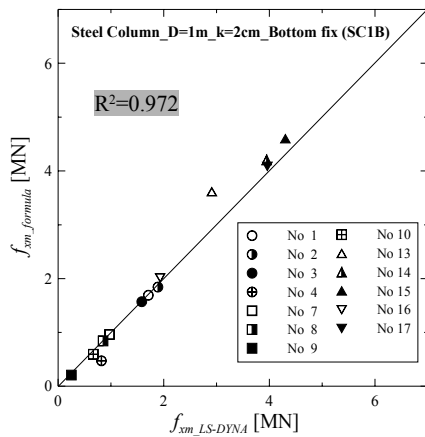 Steel Column_D=1m_k=2cm_Bottom fix (SC1B)
R²=0.972
f_xm_formula [MN]
6
4
2
0
0 2 4 6
f_xm_LS-DYNA [MN]
No 1
No 2
No 3
No 4
No 7
No 8
No 9
No 10
No 13
No 14
No 15
No 16
No 17